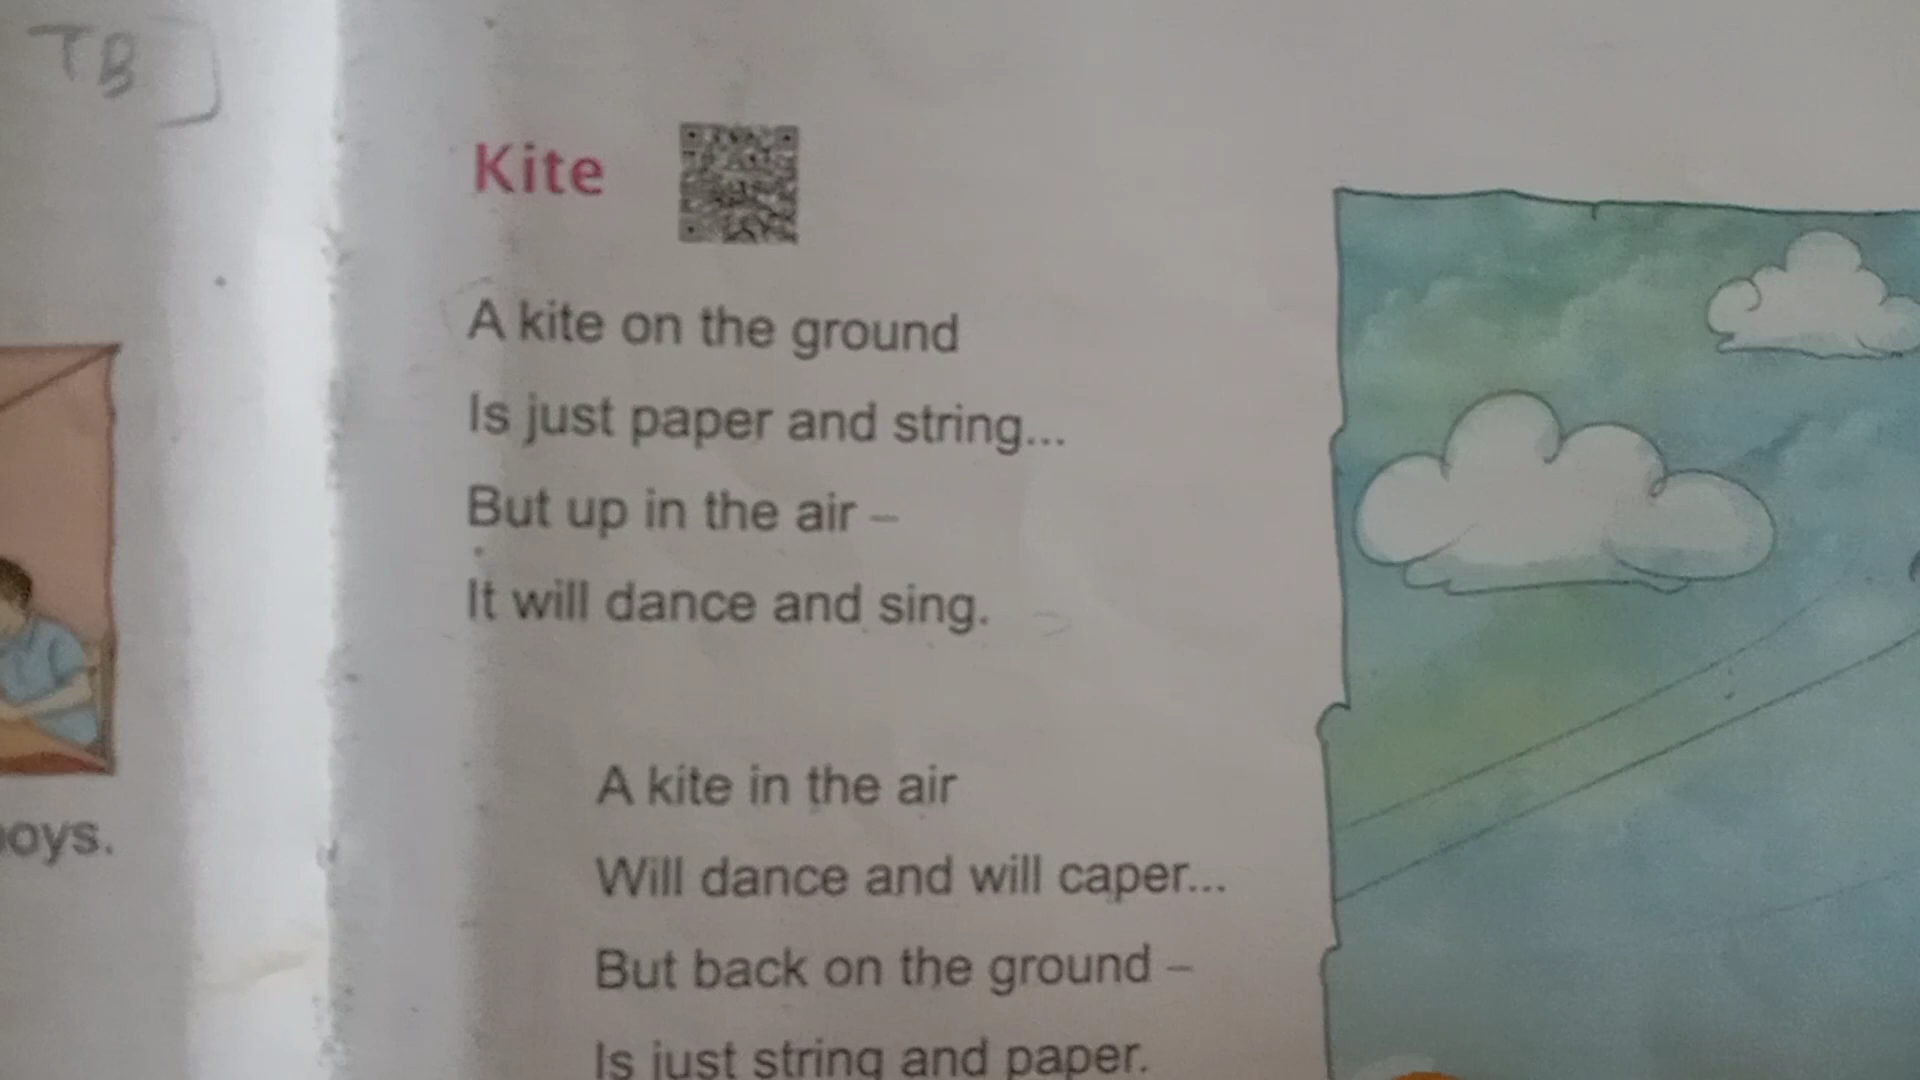 TB
Kite
A kite on the ground
Is just paper and string...
But up in the air –
It will dance and sing.
A kite in the air
Will dance and will caper...
But back on the ground –
Is just string and paper.
oys.